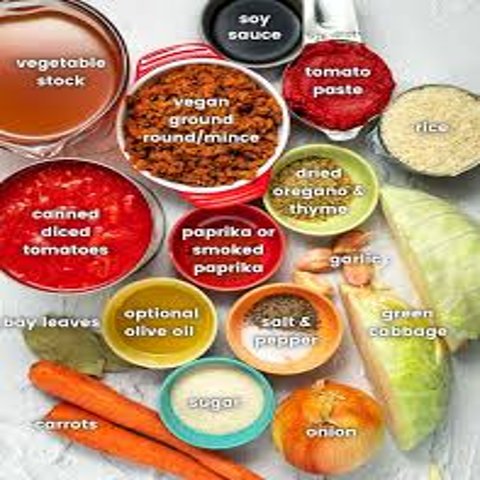 soy
sauce
vegetable
stock
tomato
paste
vegan
ground
round/mince
rice
dried
oregano &
thyme
canned
diced
tomatoes
paprika or
smoked
paprika
garlic
bay leaves
optional
olive oil
salt &
pepper
green
cabbage
sugar
carrots
onion